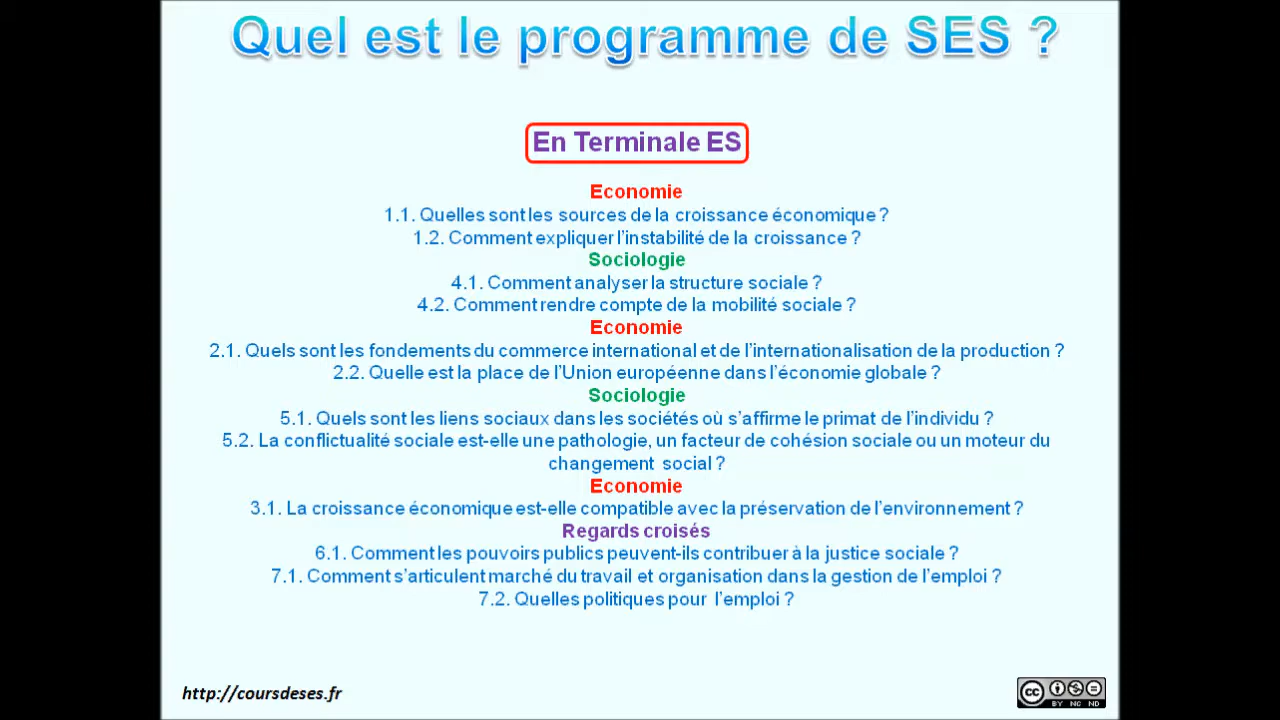 Quel est le programme de SES ?
En Terminale ES
Economie
1.1. Quelles sont les sources de la croissance économique ?
1.2. Comment expliquer l'instabilité de la croissance ?
Sociologie
4.1. Comment analyser la structure sociale ?
4.2. Comment rendre compte de la mobilité sociale ?
Economie
2.1. Quels sont les fondements du commerce international et de l'internationalisation de la production ?
2.2. Quelle est la place de l'Union européenne dans l'économie globale ?
Sociologie
5.1. Quels sont les liens sociaux dans les sociétés où s'affirme le primat de l'individu ?
5.2. La conflictualité sociale est-elle une pathologie, un facteur de cohésion sociale ou un moteur du
changement social ?
Economie
3.1. La croissance économique est-elle compatible avec la préservation de l'environnement ?
Regards croisés
6.1. Comment les pouvoirs publics peuvent-ils contribuer à la justice sociale ?
7.1. Comment s'articulent marché du travail et organisation dans la gestion de l'emploi ?
7.2. Quelles politiques pour l'emploi ?
http://coursdeses.fr
cc
BY NC ND